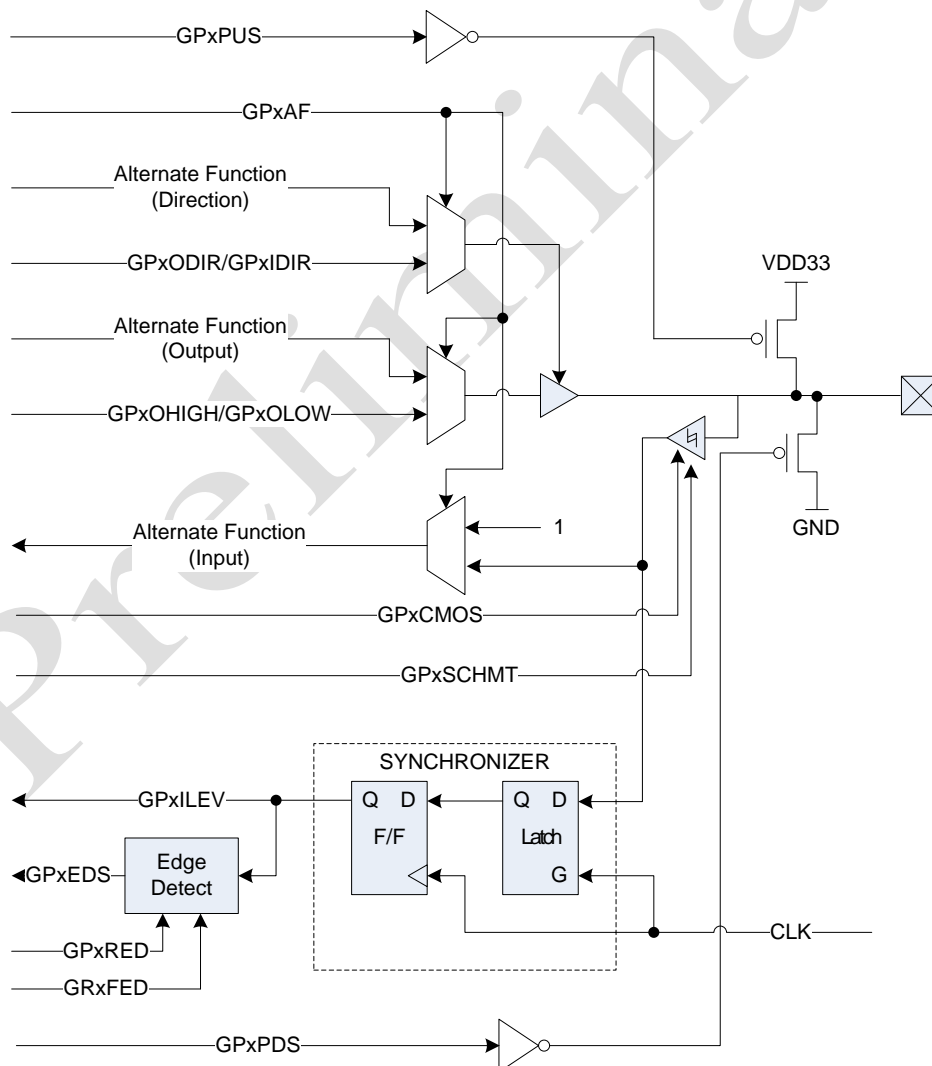 GPxPUS
GPxAF
Alternate Function
(Direction)
GPxODIR/GPxIDIR
VDD33
Alternate Function
(Output)
GPxOHIGH/GPxOLOW
1
GND
Alternate Function
(Input)
GPxCMOS
GPxSCHMT
SYNCHRONIZER
GPxILEV
Q D
Q D
F/F
Latch
G
GPxEDS
Edge
Detect
CLK
GPxRED
GRxFED
GPxPDS
Prelimina